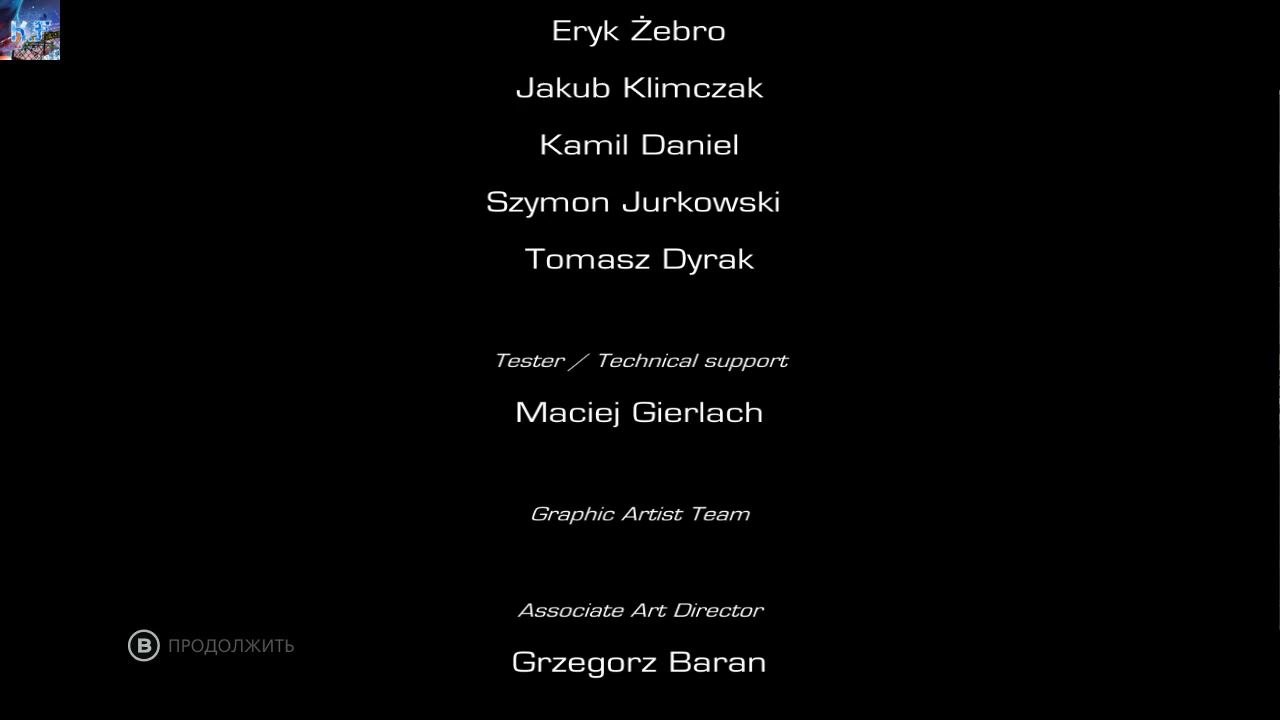 Eryk Żebro
Jakub Klimczak
Kamil Daniel
Szymon Jurkowski
Tomasz Dyrak
Tester / Technical support
Maciej Gierlach
Graphic Artist Team
Associate Art Director
B ПРОДОЛЖИТЬ
Grzegorz Baran